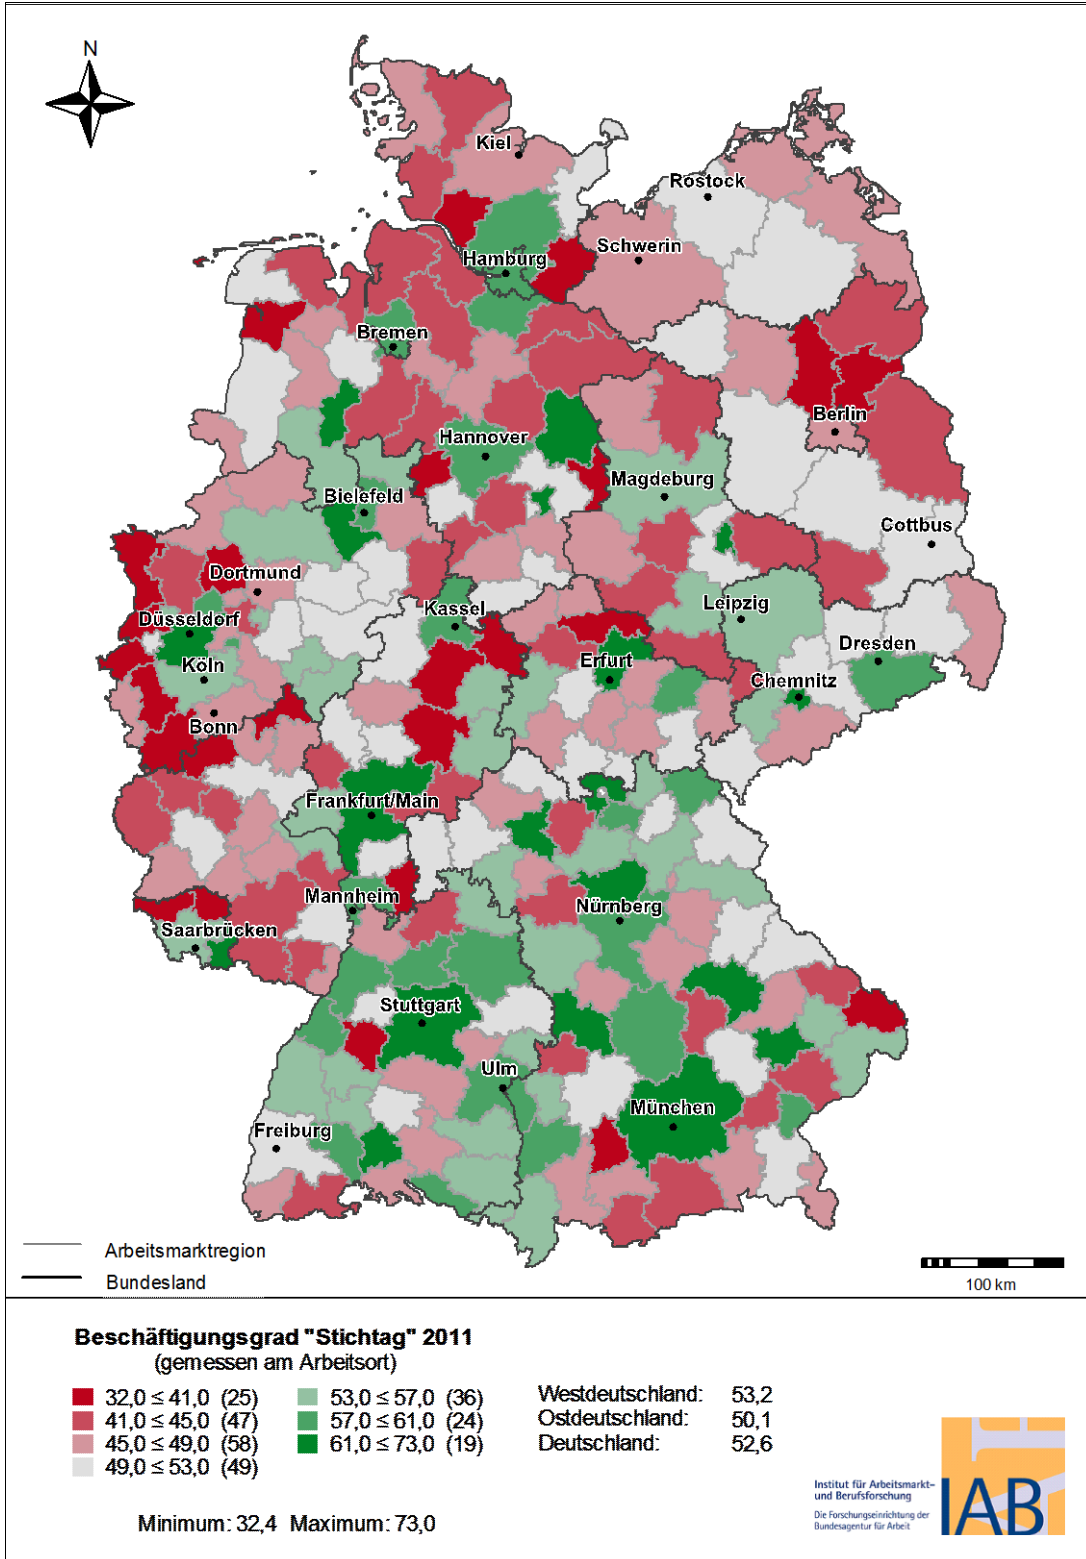 N
Kiel
Rostock
Schwerin
Hamburg
Bremen
Berlin
Hannover
Magdeburg
Bielefeld
Cottbus
Dortmund
Kassel
Leipzig
Düsseldorf
Dresden
Köln
Erfurt
Chemnitz
Bonn
Frankfurt/Main
Mannheim
Nürnberg
Saarbrücken
Stuttgart
Ulm
München
Freiburg
Arbeitsmarktregion
Bundesland
100 km
Beschäftigungsgrad "Stichtag" 2011
(gemessen am Arbeitsort)
32,0 ≤ 41,0 (25)
41,0 ≤ 45,0 (47)
45,0 ≤ 49,0 (58)
49,0 ≤ 53,0 (49)
53,0 ≤ 57,0 (36)
57,0 ≤ 61,0 (24)
61,0 ≤ 73,0 (19)
Westdeutschland: 53,2
Ostdeutschland: 50,1
Deutschland: 52,6
Minimum: 32,4 Maximum: 73,0
Institut für Arbeitsmarkt-
und Berufsforschung
Die Forschungseinrichtung der
Bundesagentur für Arbeit
IAB